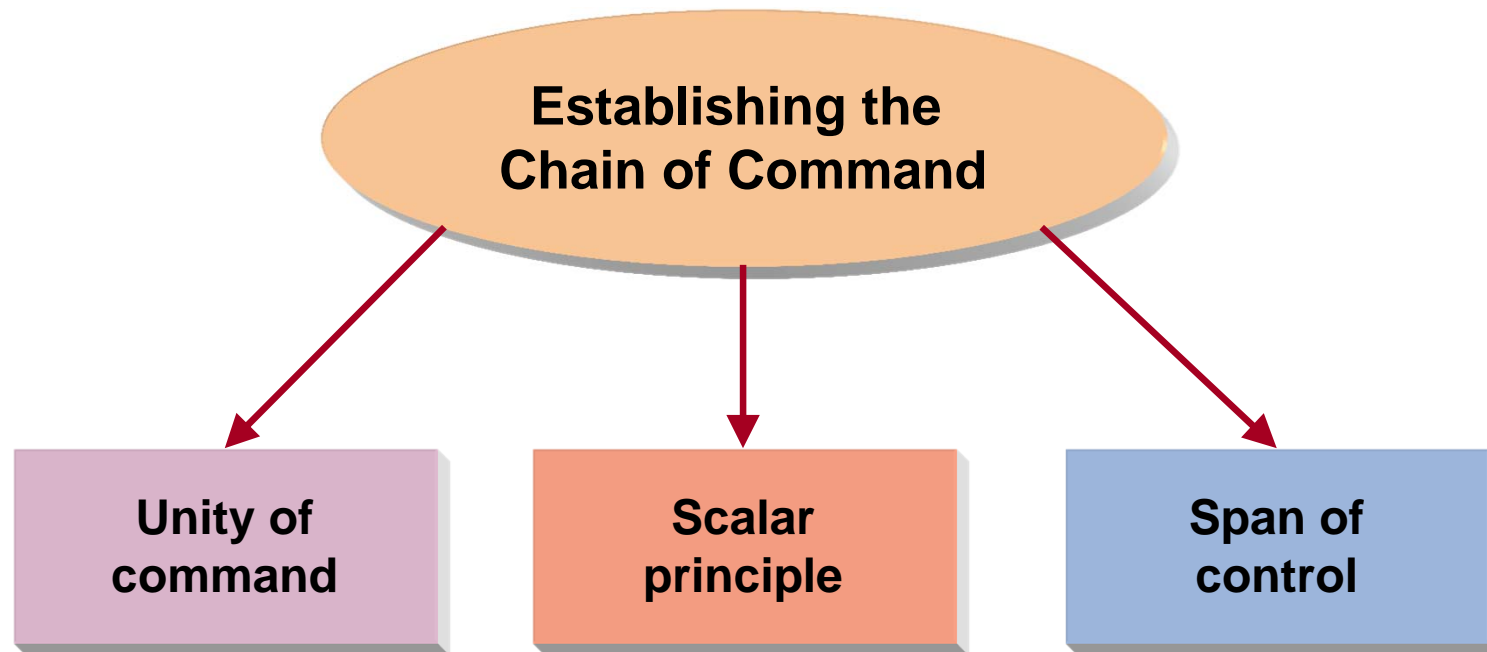 Establishing the
Chain of Command
Unity of
command
Scalar
principle
Span of
control